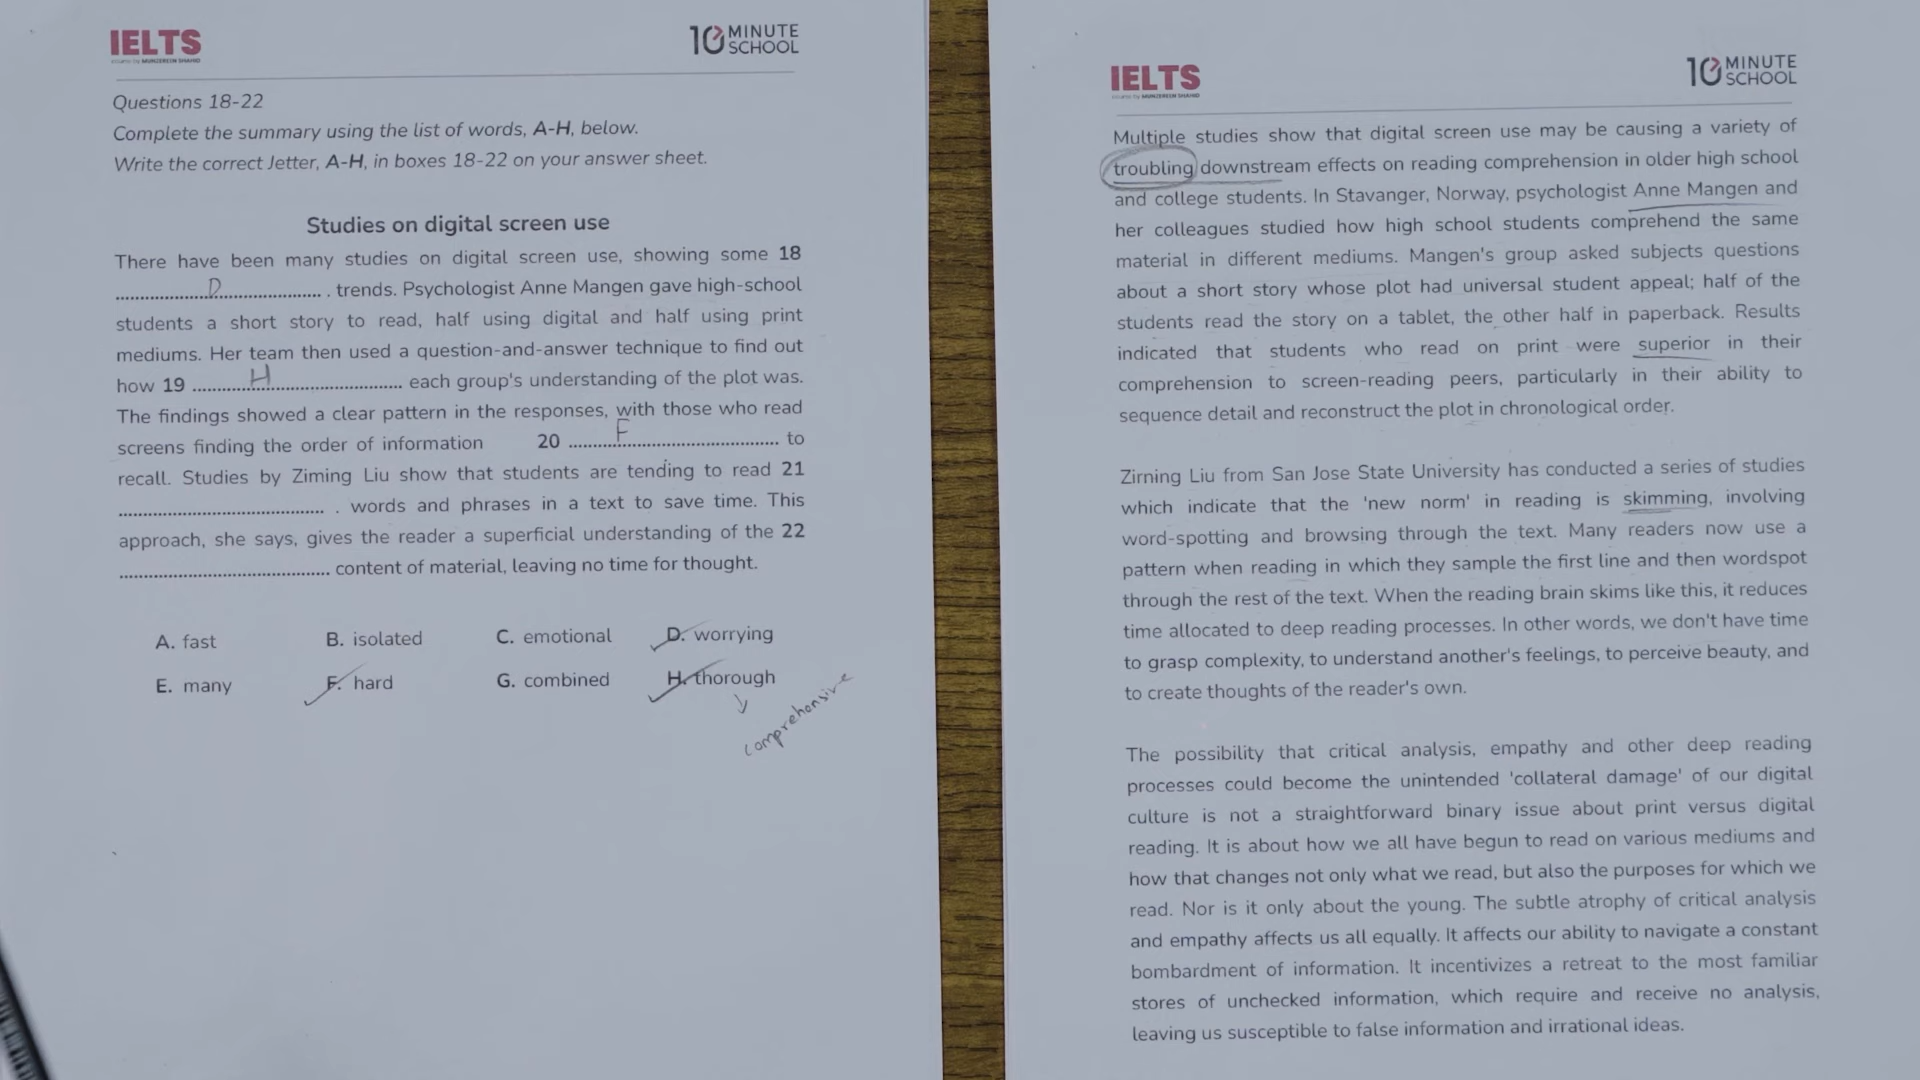 IELTS
10 MINUTE SCHOOL
Questions 18-22
Complete the summary using the list of words, A-H, below.
Write the correct Jetter, A-H, in boxes 18-22 on your answer sheet.
Studies on digital screen use
There have been many studies on digital screen use, showing some 18
D . trends. Psychologist Anne Mangen gave high-school
students a short story to read, half using digital and half using print
mediums. Her team then used a question-and-answer technique to find out
how 19 H each group's understanding of the plot was.
The findings showed a clear pattern in the responses, with those who read
screens finding the order of information 20 F to
recall. Studies by Ziming Liu show that students are tending to read 21
. words and phrases in a text to save time. This
approach, she says, gives the reader a superficial understanding of the 22
content of material, leaving no time for thought.
A. fast B. isolated C. emotional D. worrying
E. many F. hard G. combined H. thorough
comprehensive
IELTS
10 MINUTE SCHOOL
Multiple studies show that digital screen use may be causing a variety of
troubling downstream effects on reading comprehension in older high school
and college students. In Stavanger, Norway, psychologist Anne Mangen and
her colleagues studied how high school students comprehend the same
material in different mediums. Mangen's group asked subjects questions
about a short story whose plot had universal student appeal; half of the
students read the story on a tablet, the other half in paperback. Results
indicated that students who read on print were superior in their
comprehension to screen-reading peers, particularly in their ability to
sequence detail and reconstruct the plot in chronological order.
Zirning Liu from San Jose State University has conducted a series of studies
which indicate that the 'new norm' in reading is skimming, involving
word-spotting and browsing through the text. Many readers now use a
pattern when reading in which they sample the first line and then wordspot
through the rest of the text. When the reading brain skims like this, it reduces
time allocated to deep reading processes. In other words, we don't have time
to grasp complexity, to understand another's feelings, to perceive beauty, and
to create thoughts of the reader's own.
The possibility that critical analysis, empathy and other deep reading
processes could become the unintended 'collateral damage' of our digital
culture is not a straightforward binary issue about print versus digital
reading. It is about how we all have begun to read on various mediums and
how that changes not only what we read, but also the purposes for which we
read. Nor is it only about the young. The subtle atrophy of critical analysis
and empathy affects us all equally. It affects our ability to navigate a constant
bombardment of information. It incentivizes a retreat to the most familiar
stores of unchecked information, which require and receive no analysis,
leaving us susceptible to false information and irrational ideas.